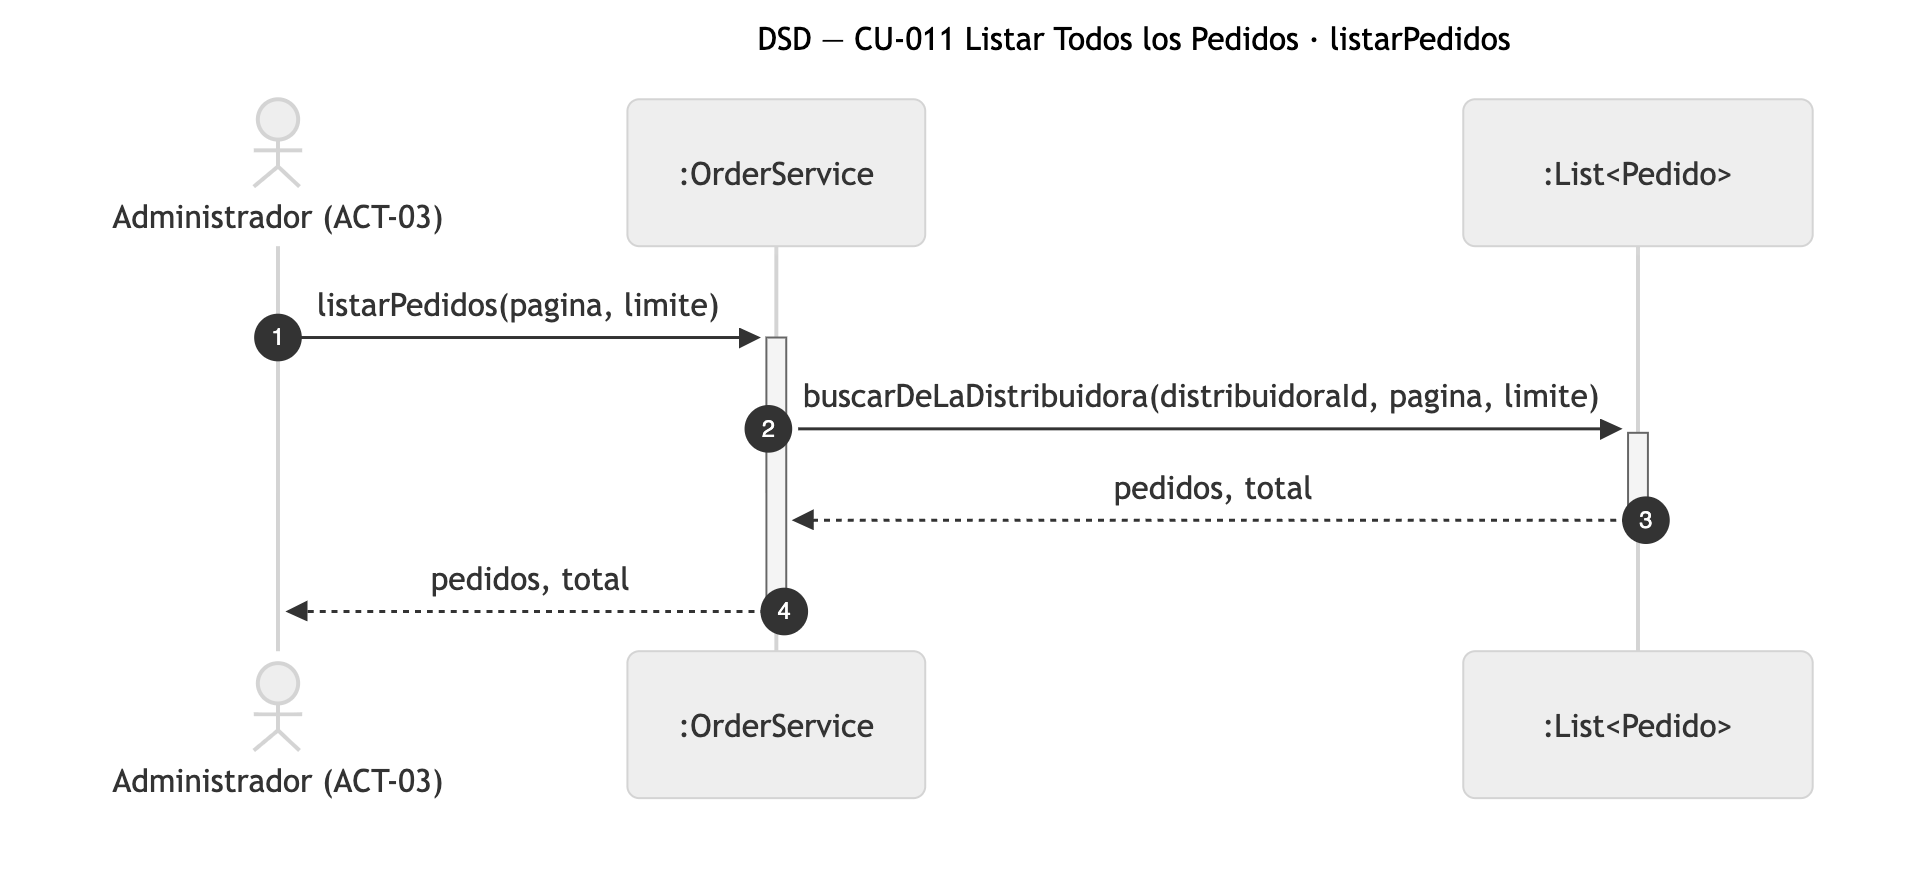 DSD — CU-011 Listar Todos los Pedidos · listarPedidos
:OrderService
:List<Pedido>
Administrador (ACT-03)
listarPedidos(pagina, limite)
1
buscarDeLaDistribuidora(distribuidoraId, pagina, limite)
2
pedidos, total
3
pedidos, total
4
:OrderService
:List<Pedido>
Administrador (ACT-03)